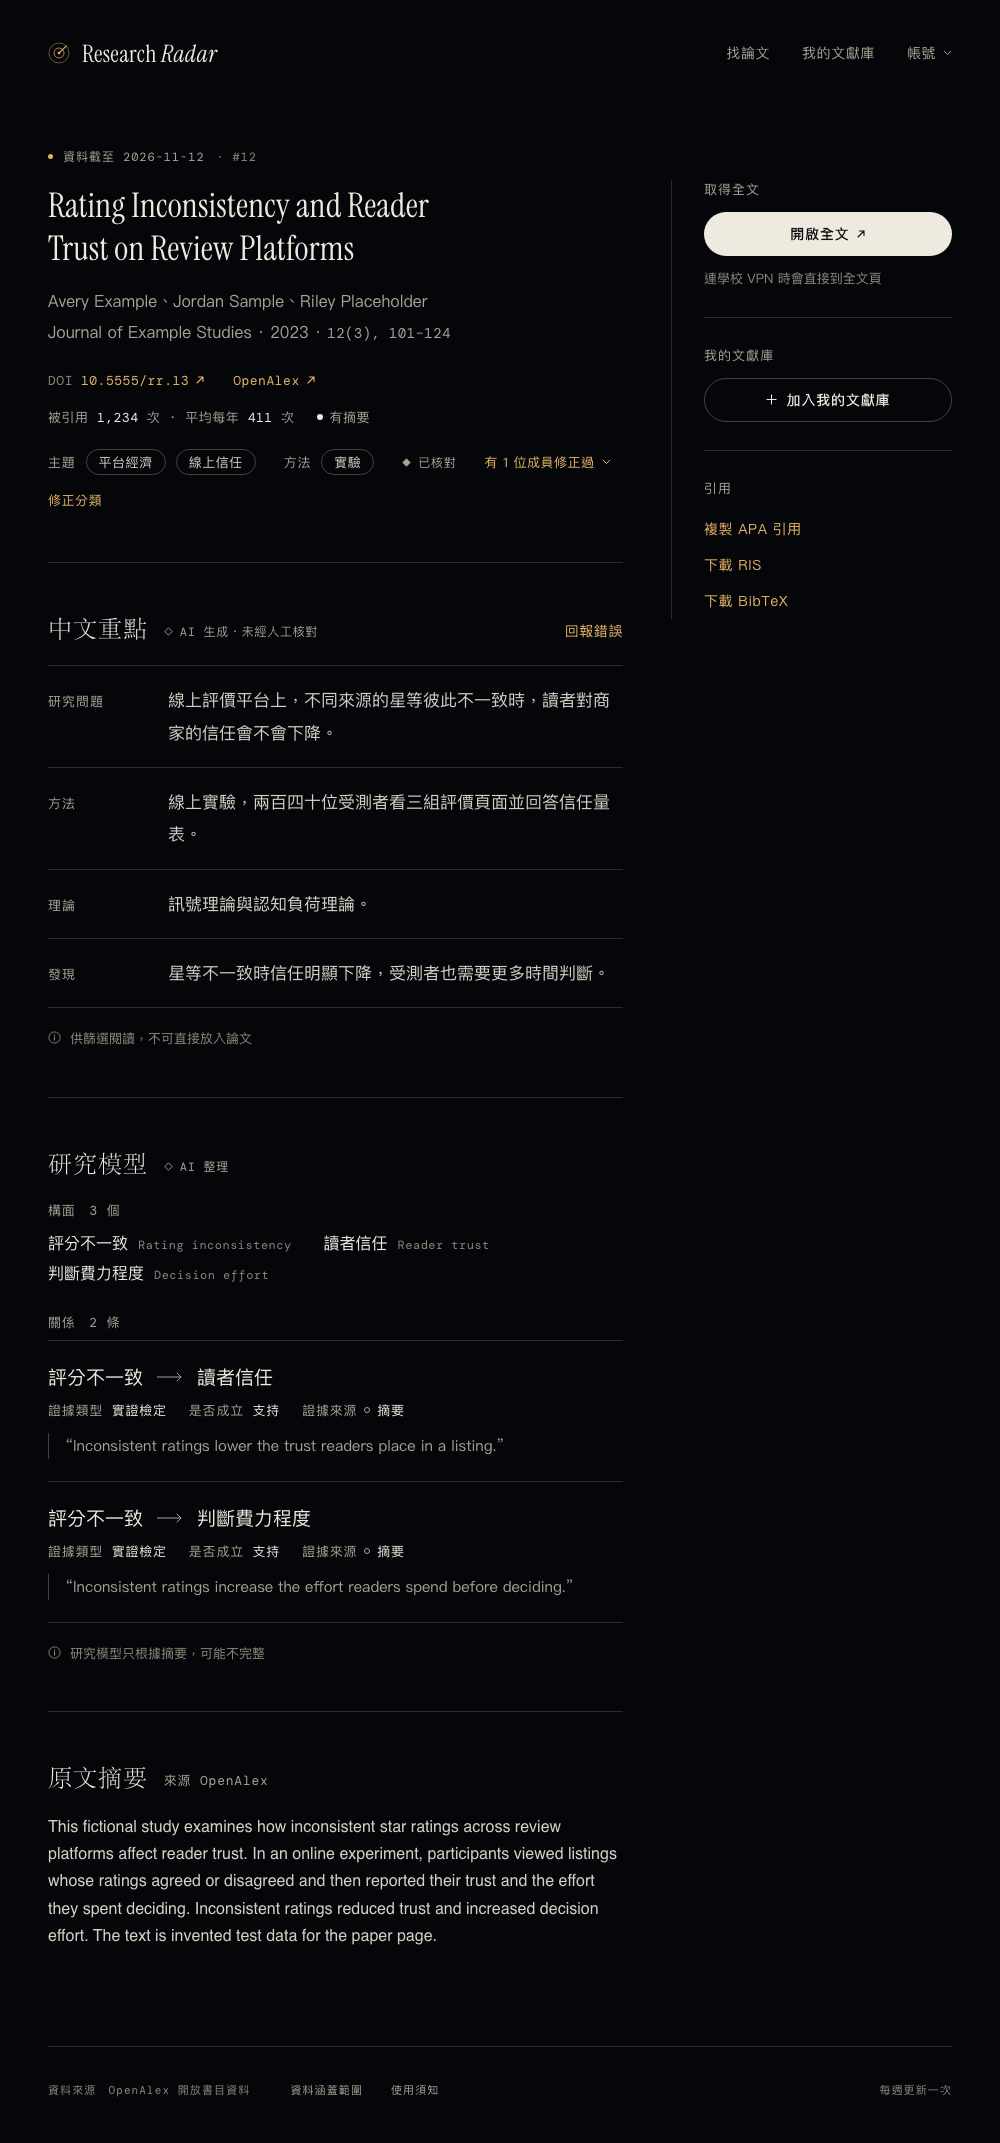 Research Radar
找論文 我的文獻庫 帳號
資料截至 2026-11-12 · #12
Rating Inconsistency and Reader
Trust on Review Platforms
Avery Example、Jordan Sample、Riley Placeholder
Journal of Example Studies · 2023 · 12(3), 101–124
DOI 10.5555/rr.13 ↗ OpenAlex ↗
被引用 1,234 次 · 平均每年 411 次 ● 有摘要
主題 平台經濟 線上信任 方法 實驗 ◆ 已核對 有 1 位成員修正過
修正分類
取得全文
開啟全文 ↗
連學校 VPN 時會直接到全文頁
我的文獻庫
+ 加入我的文獻庫
引用
複製 APA 引用
下載 RIS
下載 BibTeX
中文重點 ◇ AI 生成・未經人工核對 回報錯誤
研究問題 線上評價平台上，不同來源的星等彼此不一致時，讀者對商
家的信任會不會下降。
方法 線上實驗，兩百四十位受測者看三組評價頁面並回答信任量
表。
理論 訊號理論與認知負荷理論。
發現 星等不一致時信任明顯下降，受測者也需要更多時間判斷。
ⓘ 供篩選閱讀，不可直接放入論文
研究模型 ◇ AI 整理
構面 3 個
評分不一致 Rating inconsistency 讀者信任 Reader trust
判斷費力程度 Decision effort
關係 2 條
評分不一致 → 讀者信任
證據類型 實證檢定 是否成立 支持 證據來源 ○ 摘要
“Inconsistent ratings lower the trust readers place in a listing.”
評分不一致 → 判斷費力程度
證據類型 實證檢定 是否成立 支持 證據來源 ○ 摘要
“Inconsistent ratings increase the effort readers spend before deciding.”
ⓘ 研究模型只根據摘要，可能不完整
原文摘要 來源 OpenAlex
This fictional study examines how inconsistent star ratings across review
platforms affect reader trust. In an online experiment, participants viewed listings
whose ratings agreed or disagreed and then reported their trust and the effort
they spent deciding. Inconsistent ratings reduced trust and increased decision
effort. The text is invented test data for the paper page.
資料來源 OpenAlex 開放書目資料 資料涵蓋範圍 使用須知 每週更新一次